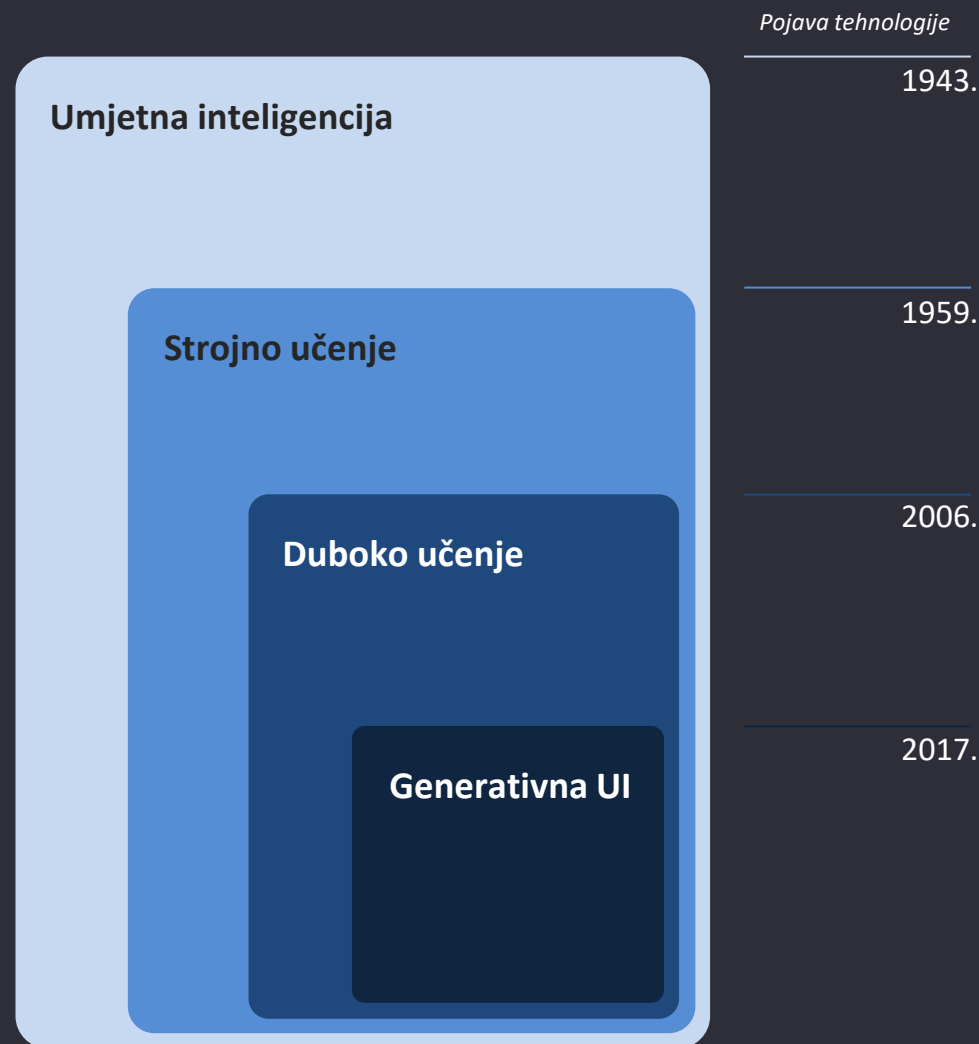 Pojava tehnologije
1943.
Umjetna inteligencija
1959.
Strojno učenje
2006.
Duboko učenje
2017.
Generativna UI